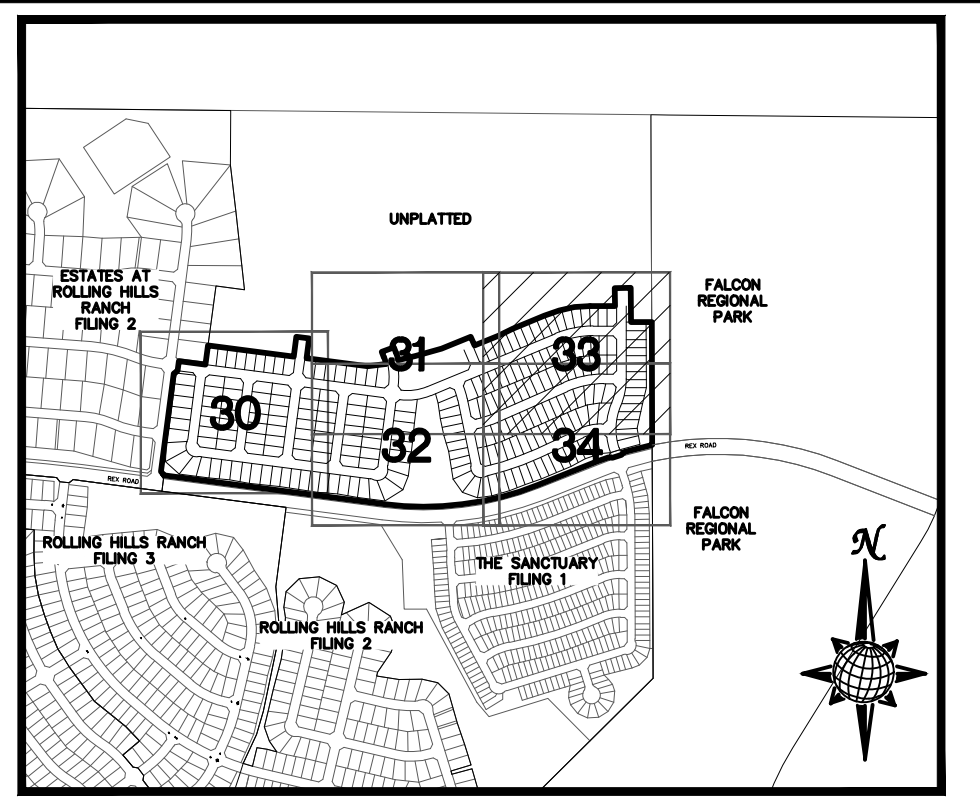 UNPLATTED
ESTATES AT
ROLLING HILLS
RANCH
FILING 2
FALCON
REGIONAL
PARK
31
33
30
32
34
REX ROAD
REX ROAD
FALCON
REGIONAL
PARK
N
ROLLING HILLS RANCH
FILING 3
THE SANCTUARY
FILING 1
ROLLING HILLS RANCH
FILING 2